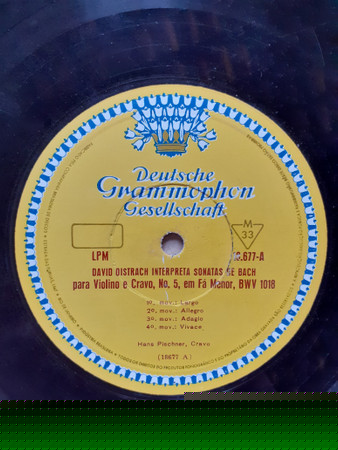 Deutsche
Grammophon
Gesellschaft
LPM
M
33
.677-A
DAVID OISTRACH INTERPRETA SONATAS DE BACH
para Violino e Cravo, No. 5, em Fá Menor, BWV 1018
1º. mov.: Largo
2º. mov.: Allegro
3º. mov.: Adagio
4º. mov.: Vivace
Hans Pischner, Cravo
(18677 A)